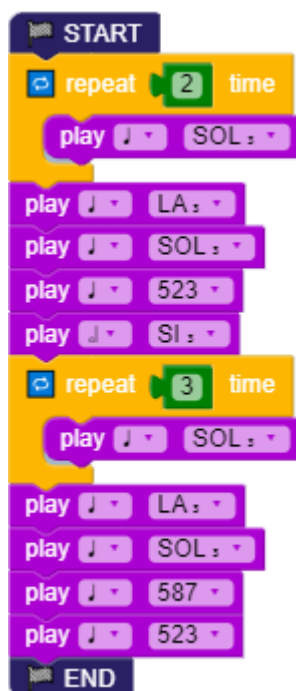 START
repeat 2 time
play ♩ SOL₃
play ♩ LA₃
play ♩ SOL₃
play ♩ 523
play 𝅗𝅥 SI₃
repeat 3 time
play ♩ SOL₃
play ♩ LA₃
play ♩ SOL₃
play ♩ 587
play ♩ 523
END